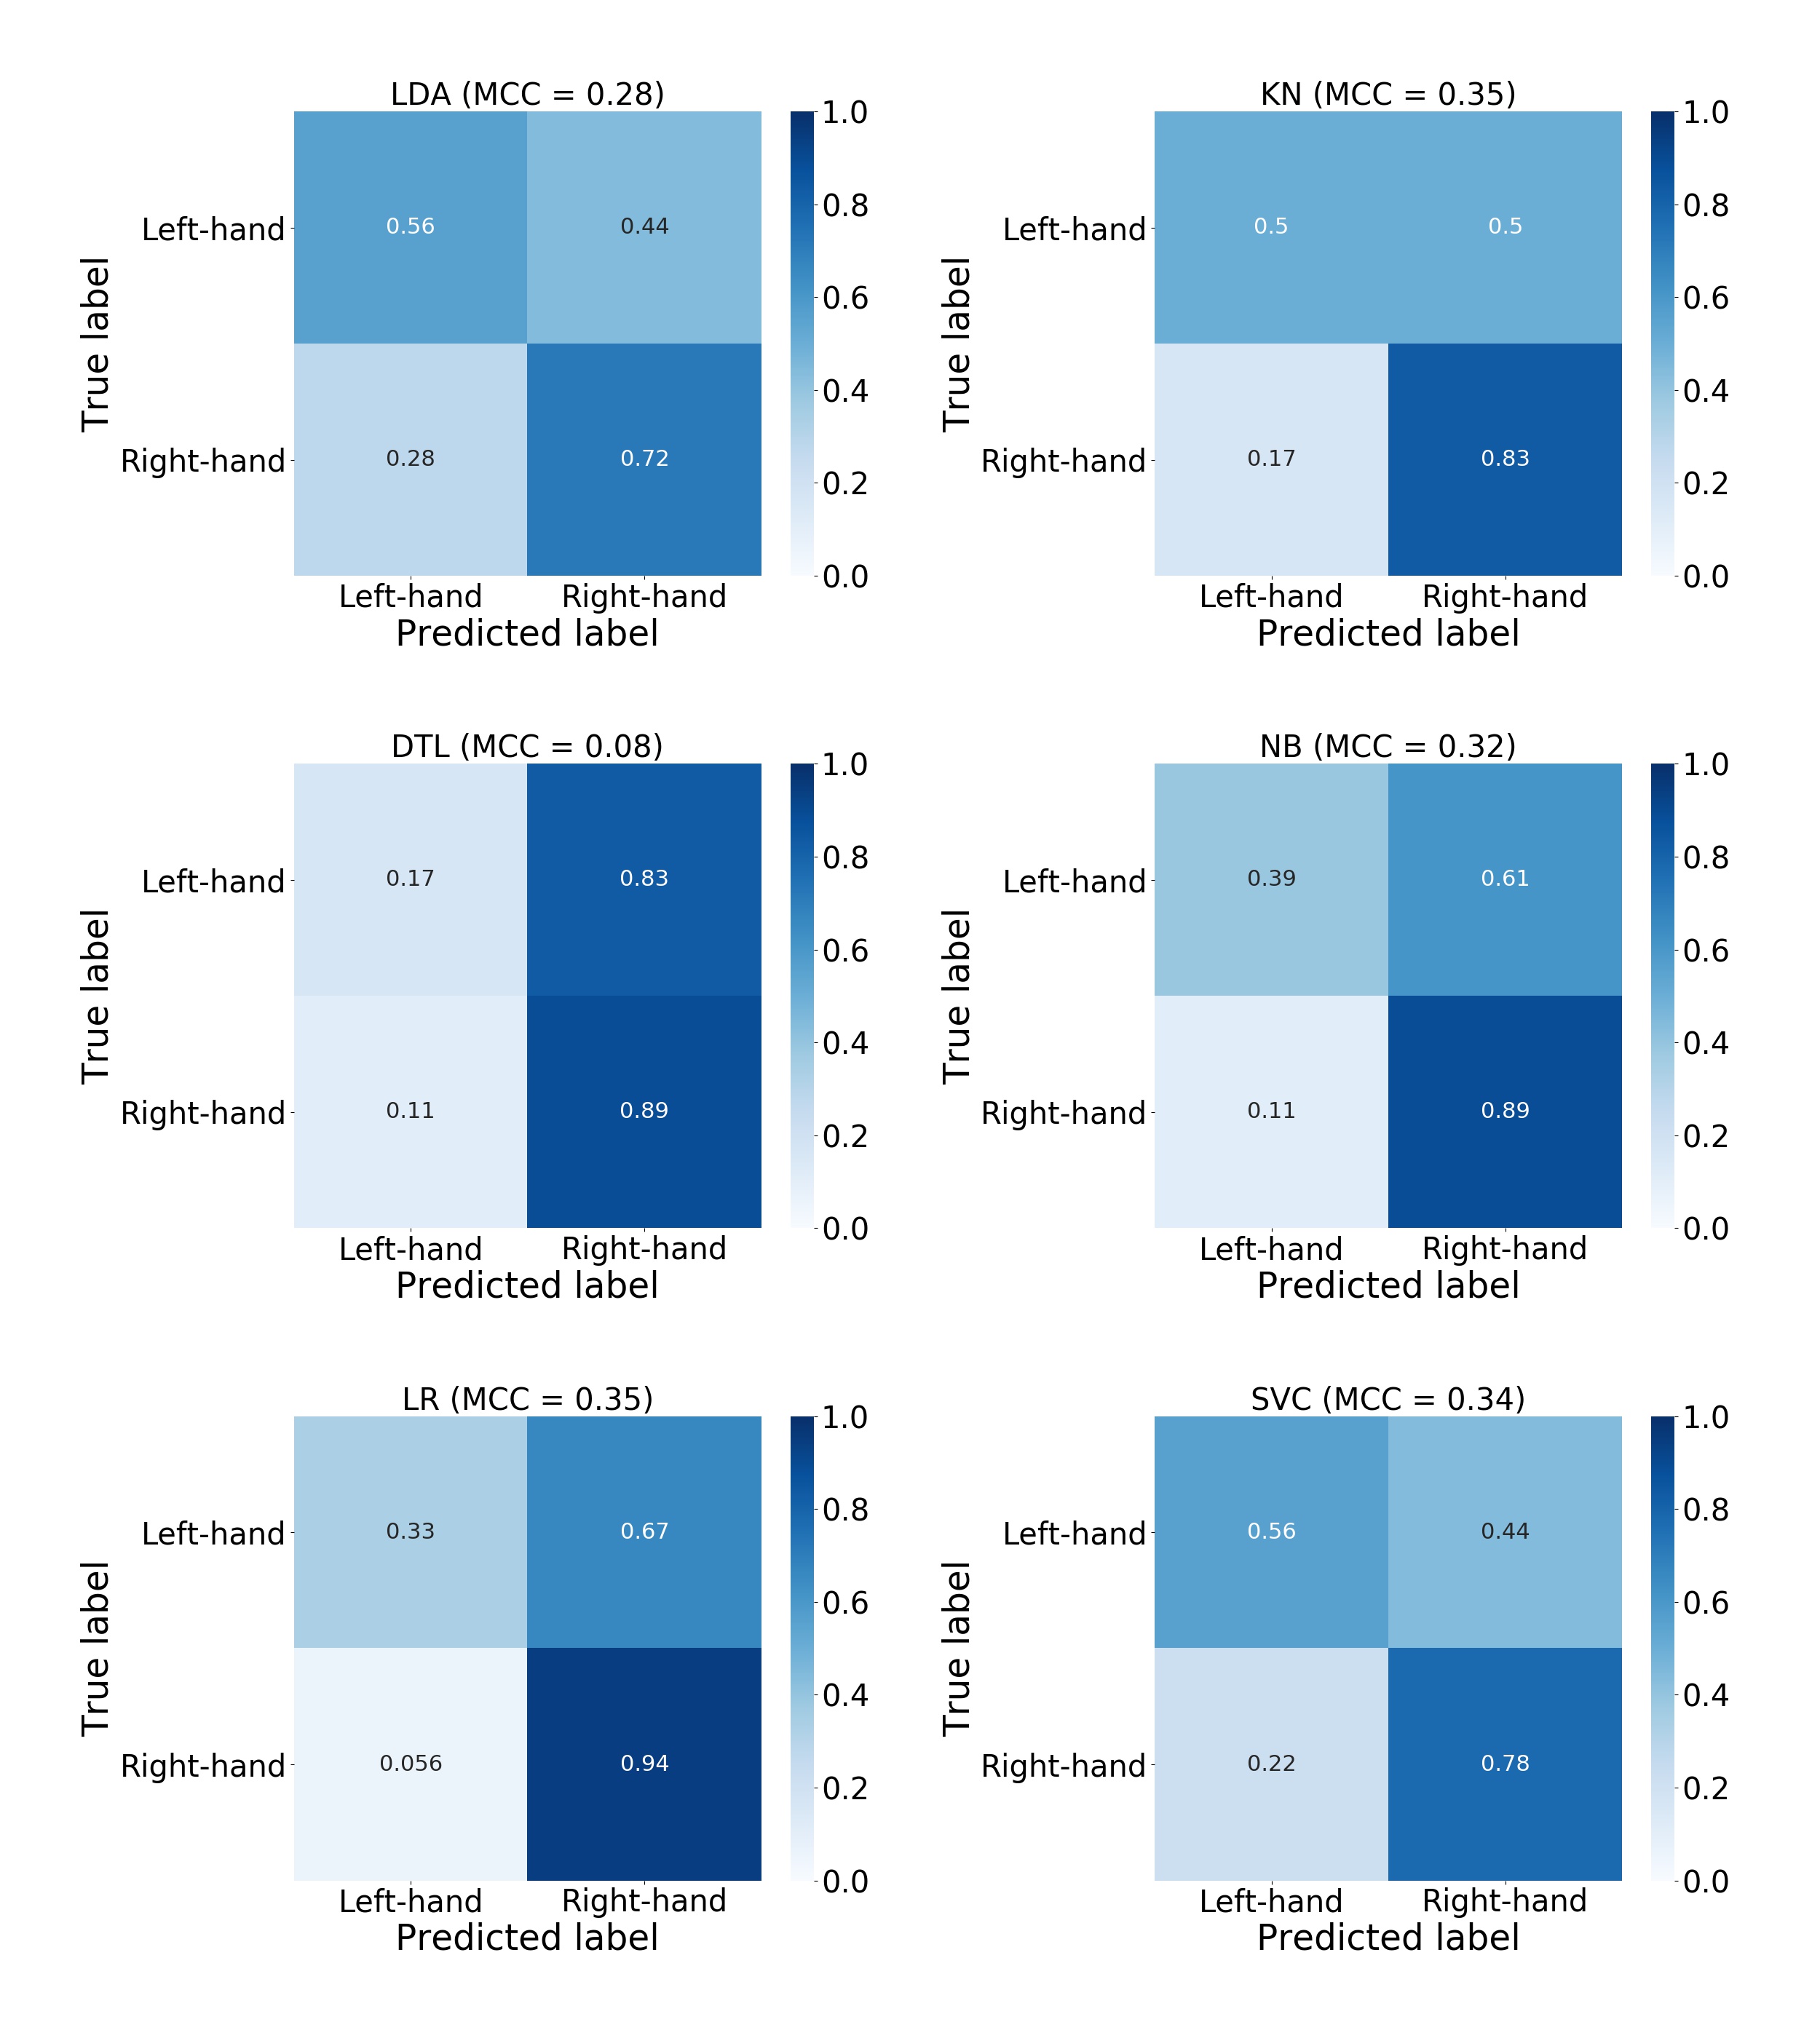 LDA (MCC = 0.28)
1.0
0.8
0.6
0.4
0.2
0.0
True label
Left-hand
Right-hand
0.56 0.44
0.28 0.72
Left-hand Right-hand
Predicted label
KN (MCC = 0.35)
1.0
0.8
0.6
0.4
0.2
0.0
True label
Left-hand
Right-hand
0.5 0.5
0.17 0.83
Left-hand Right-hand
Predicted label
DTL (MCC = 0.08)
1.0
0.8
0.6
0.4
0.2
0.0
True label
Left-hand
Right-hand
0.17 0.83
0.11 0.89
Left-hand Right-hand
Predicted label
NB (MCC = 0.32)
1.0
0.8
0.6
0.4
0.2
0.0
True label
Left-hand
Right-hand
0.39 0.61
0.11 0.89
Left-hand Right-hand
Predicted label
LR (MCC = 0.35)
1.0
0.8
0.6
0.4
0.2
0.0
True label
Left-hand
Right-hand
0.33 0.67
0.056 0.94
Left-hand Right-hand
Predicted label
SVC (MCC = 0.34)
1.0
0.8
0.6
0.4
0.2
0.0
True label
Left-hand
Right-hand
0.56 0.44
0.22 0.78
Left-hand Right-hand
Predicted label